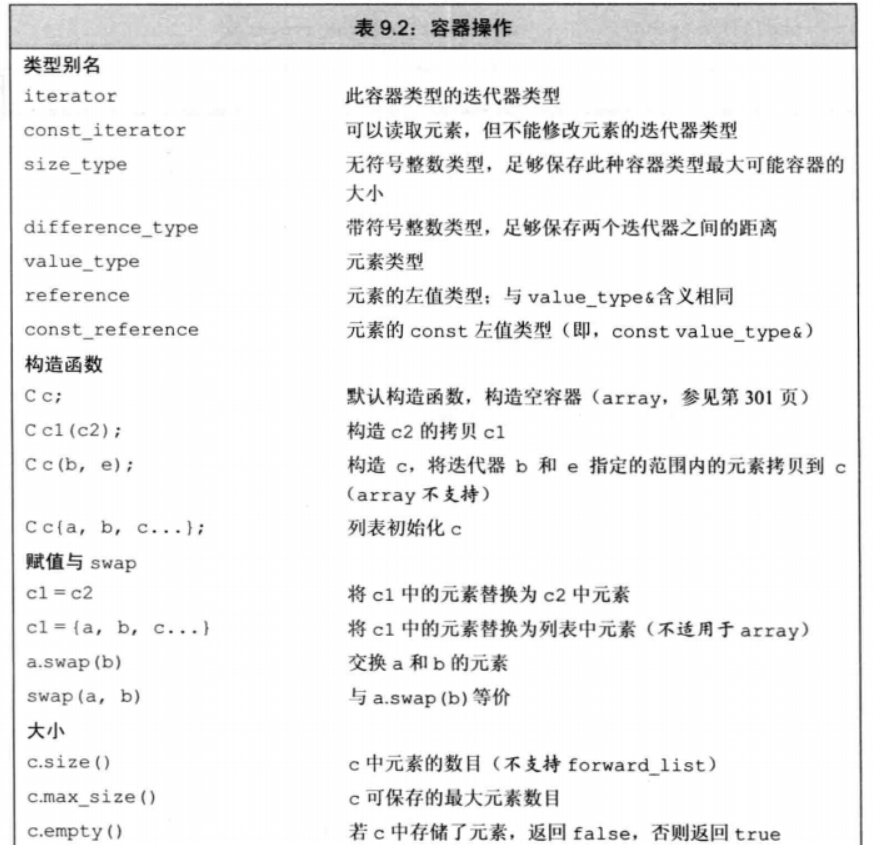 表 9.2：容器操作
类型别名
iterator 此容器类型的迭代器类型
const_iterator 可以读取元素，但不能修改元素的迭代器类型
size_type 无符号整数类型，足够保存此种容器类型最大可能容器的
大小
difference_type 带符号整数类型，足够保存两个迭代器之间的距离
value_type 元素类型
reference 元素的左值类型；与 value_type&含义相同
const_reference 元素的 const 左值类型（即，const value_type&）
构造函数
C c; 默认构造函数，构造空容器（array，参见第 301 页）
C c1(c2); 构造 c2 的拷贝 c1
C c(b, e); 构造 c，将迭代器 b 和 e 指定的范围内的元素拷贝到 c
（array 不支持）
C c{a, b, c...}; 列表初始化 c
赋值与 swap
c1 = c2 将 c1 中的元素替换为 c2 中元素
c1 = {a, b, c...} 将 c1 中的元素替换为列表中元素（不适用于 array）
a.swap(b) 交换 a 和 b 的元素
swap(a, b) 与 a.swap(b)等价
大小
c.size() c 中元素的数目（不支持 forward_list）
c.max_size() c 可保存的最大元素数目
c.empty() 若 c 中存储了元素，返回 false，否则返回 true